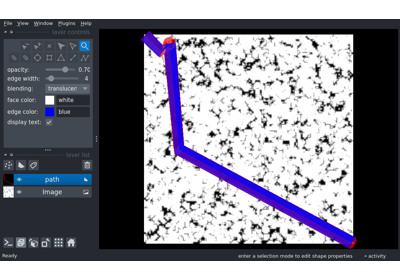 File View Window Plugins Help
layer controls
opacity: 0.70
edge width: 4
blending: translucen
face color: white
edge color: blue
display text:
layer list
path
Image
Ready enter a selection mode to edit shape properties activity